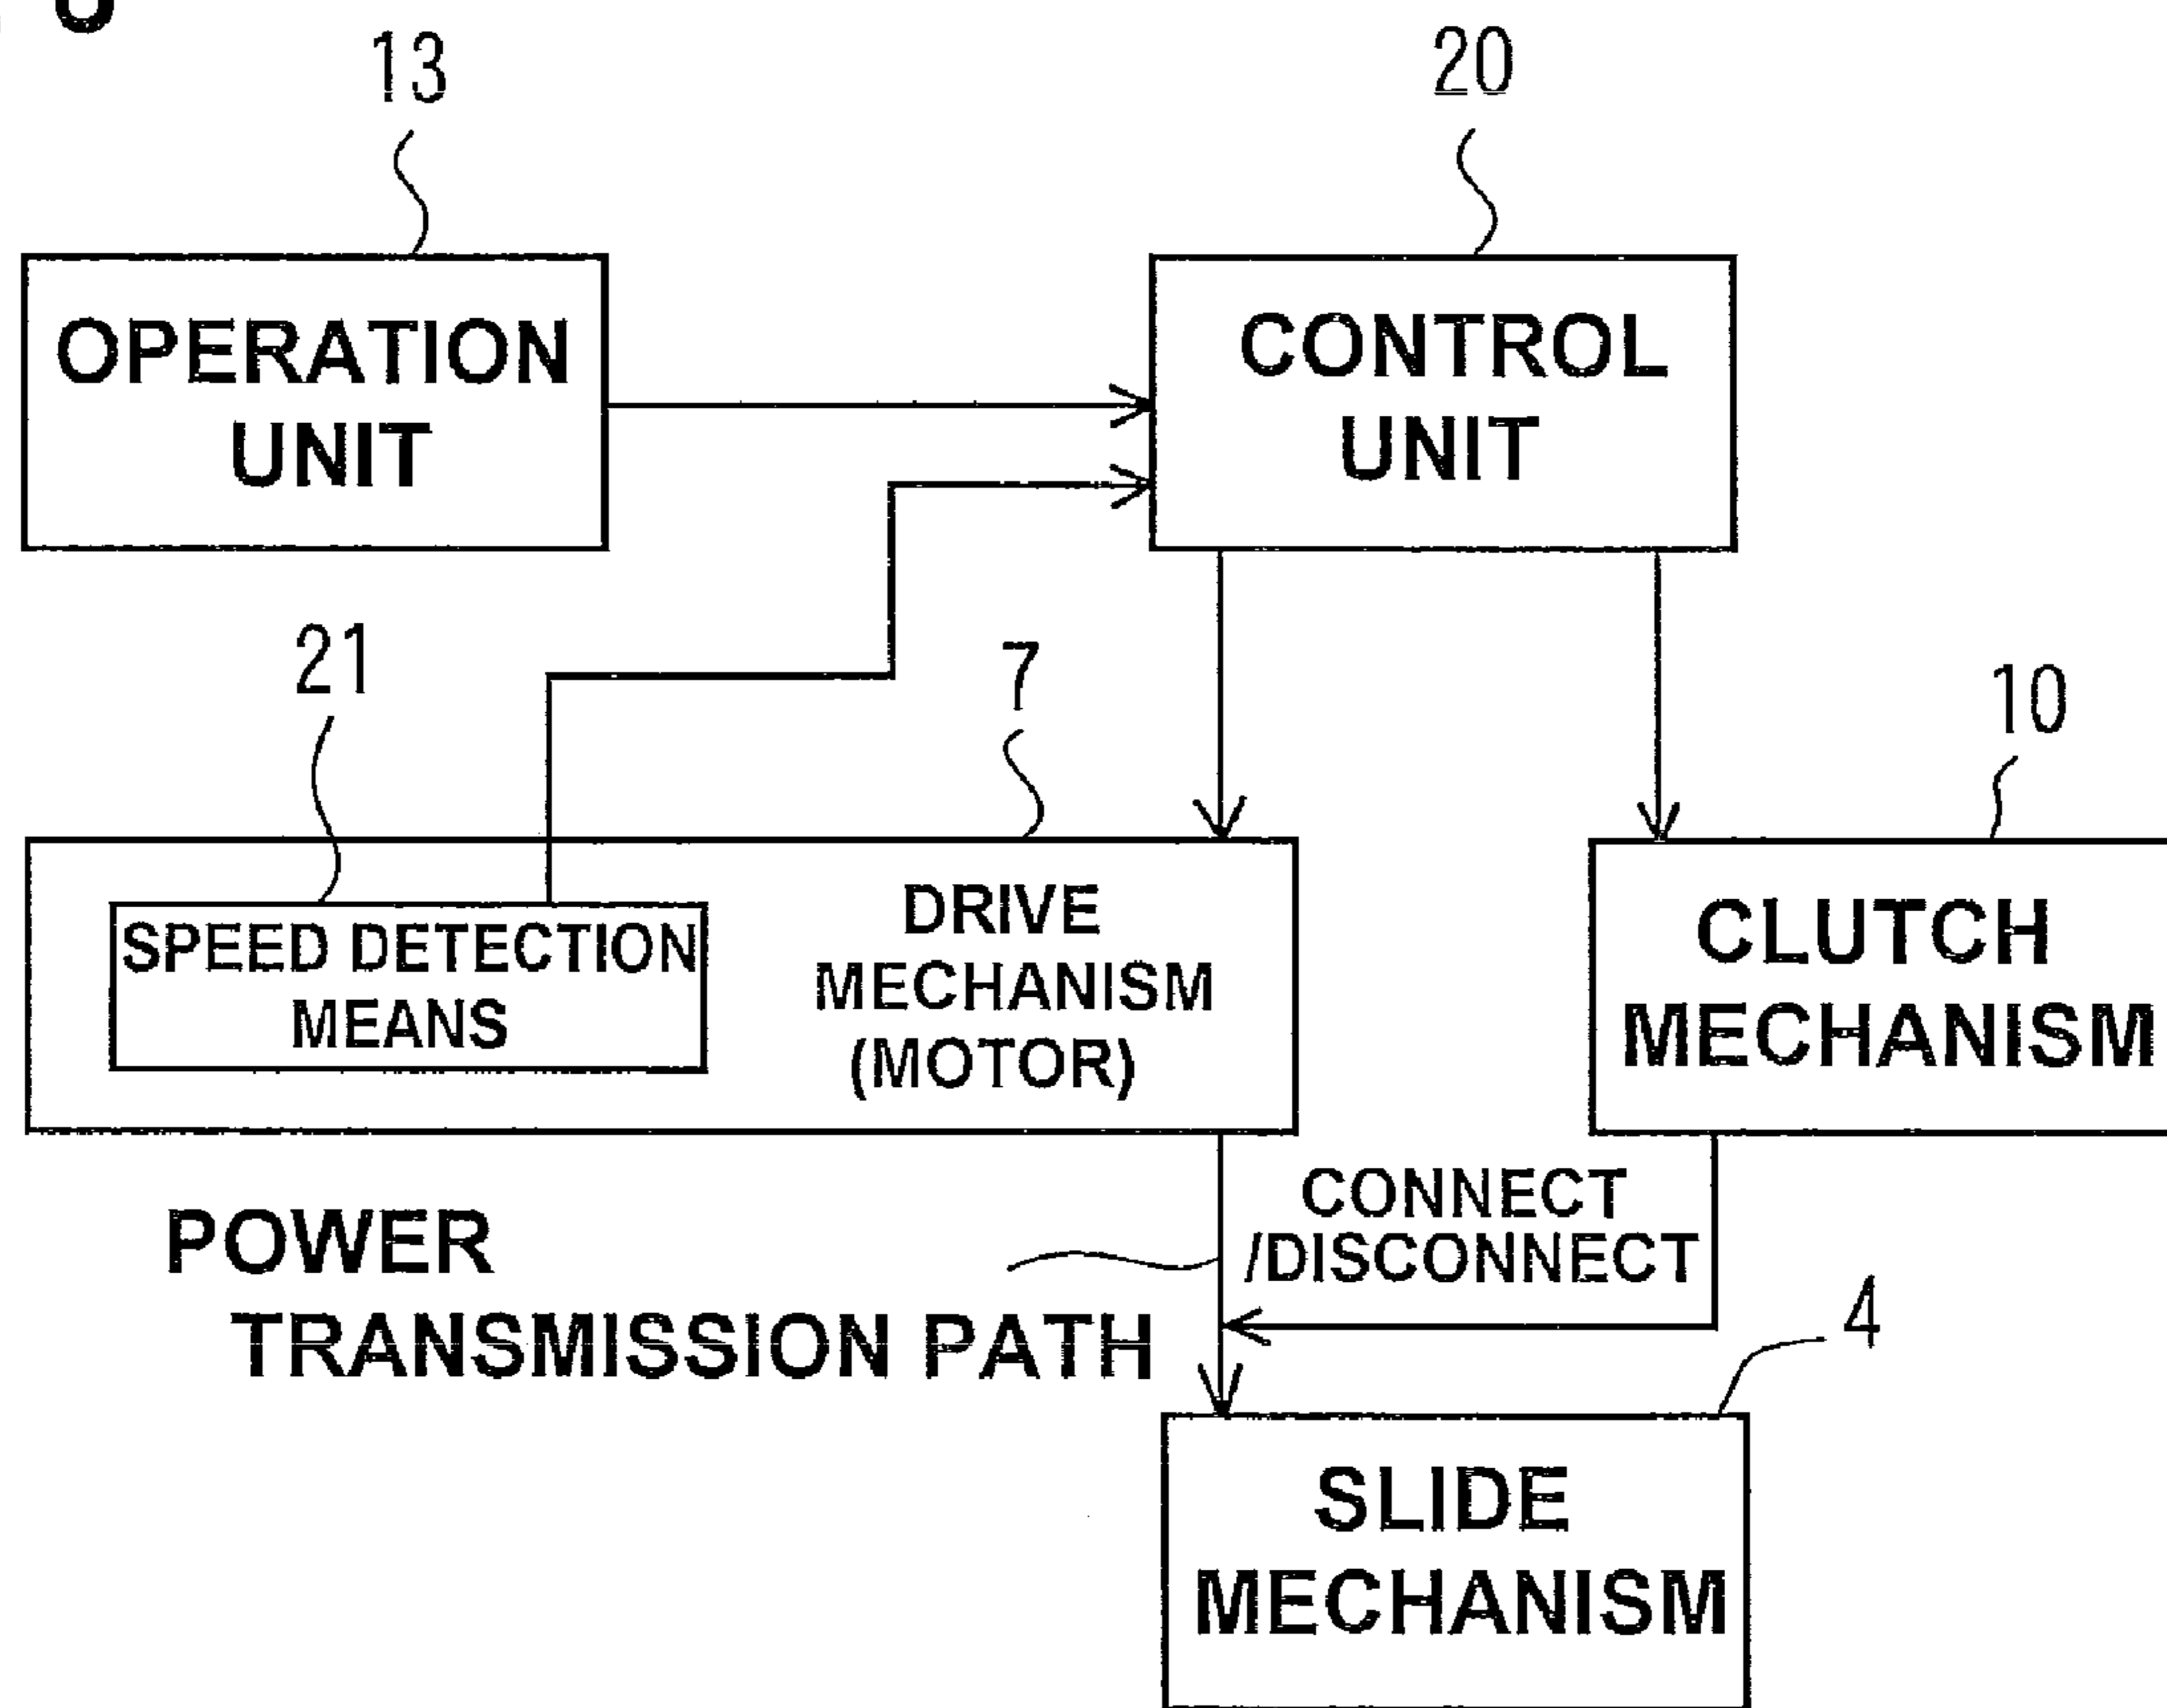 13
20
OPERATION
UNIT
CONTROL
UNIT
21
7
10
SPEED DETECTION
MEANS
DRIVE
MECHANISM
(MOTOR)
CLUTCH
MECHANISM
POWER
TRANSMISSION PATH
CONNECT
/DISCONNECT
4
SLIDE
MECHANISM